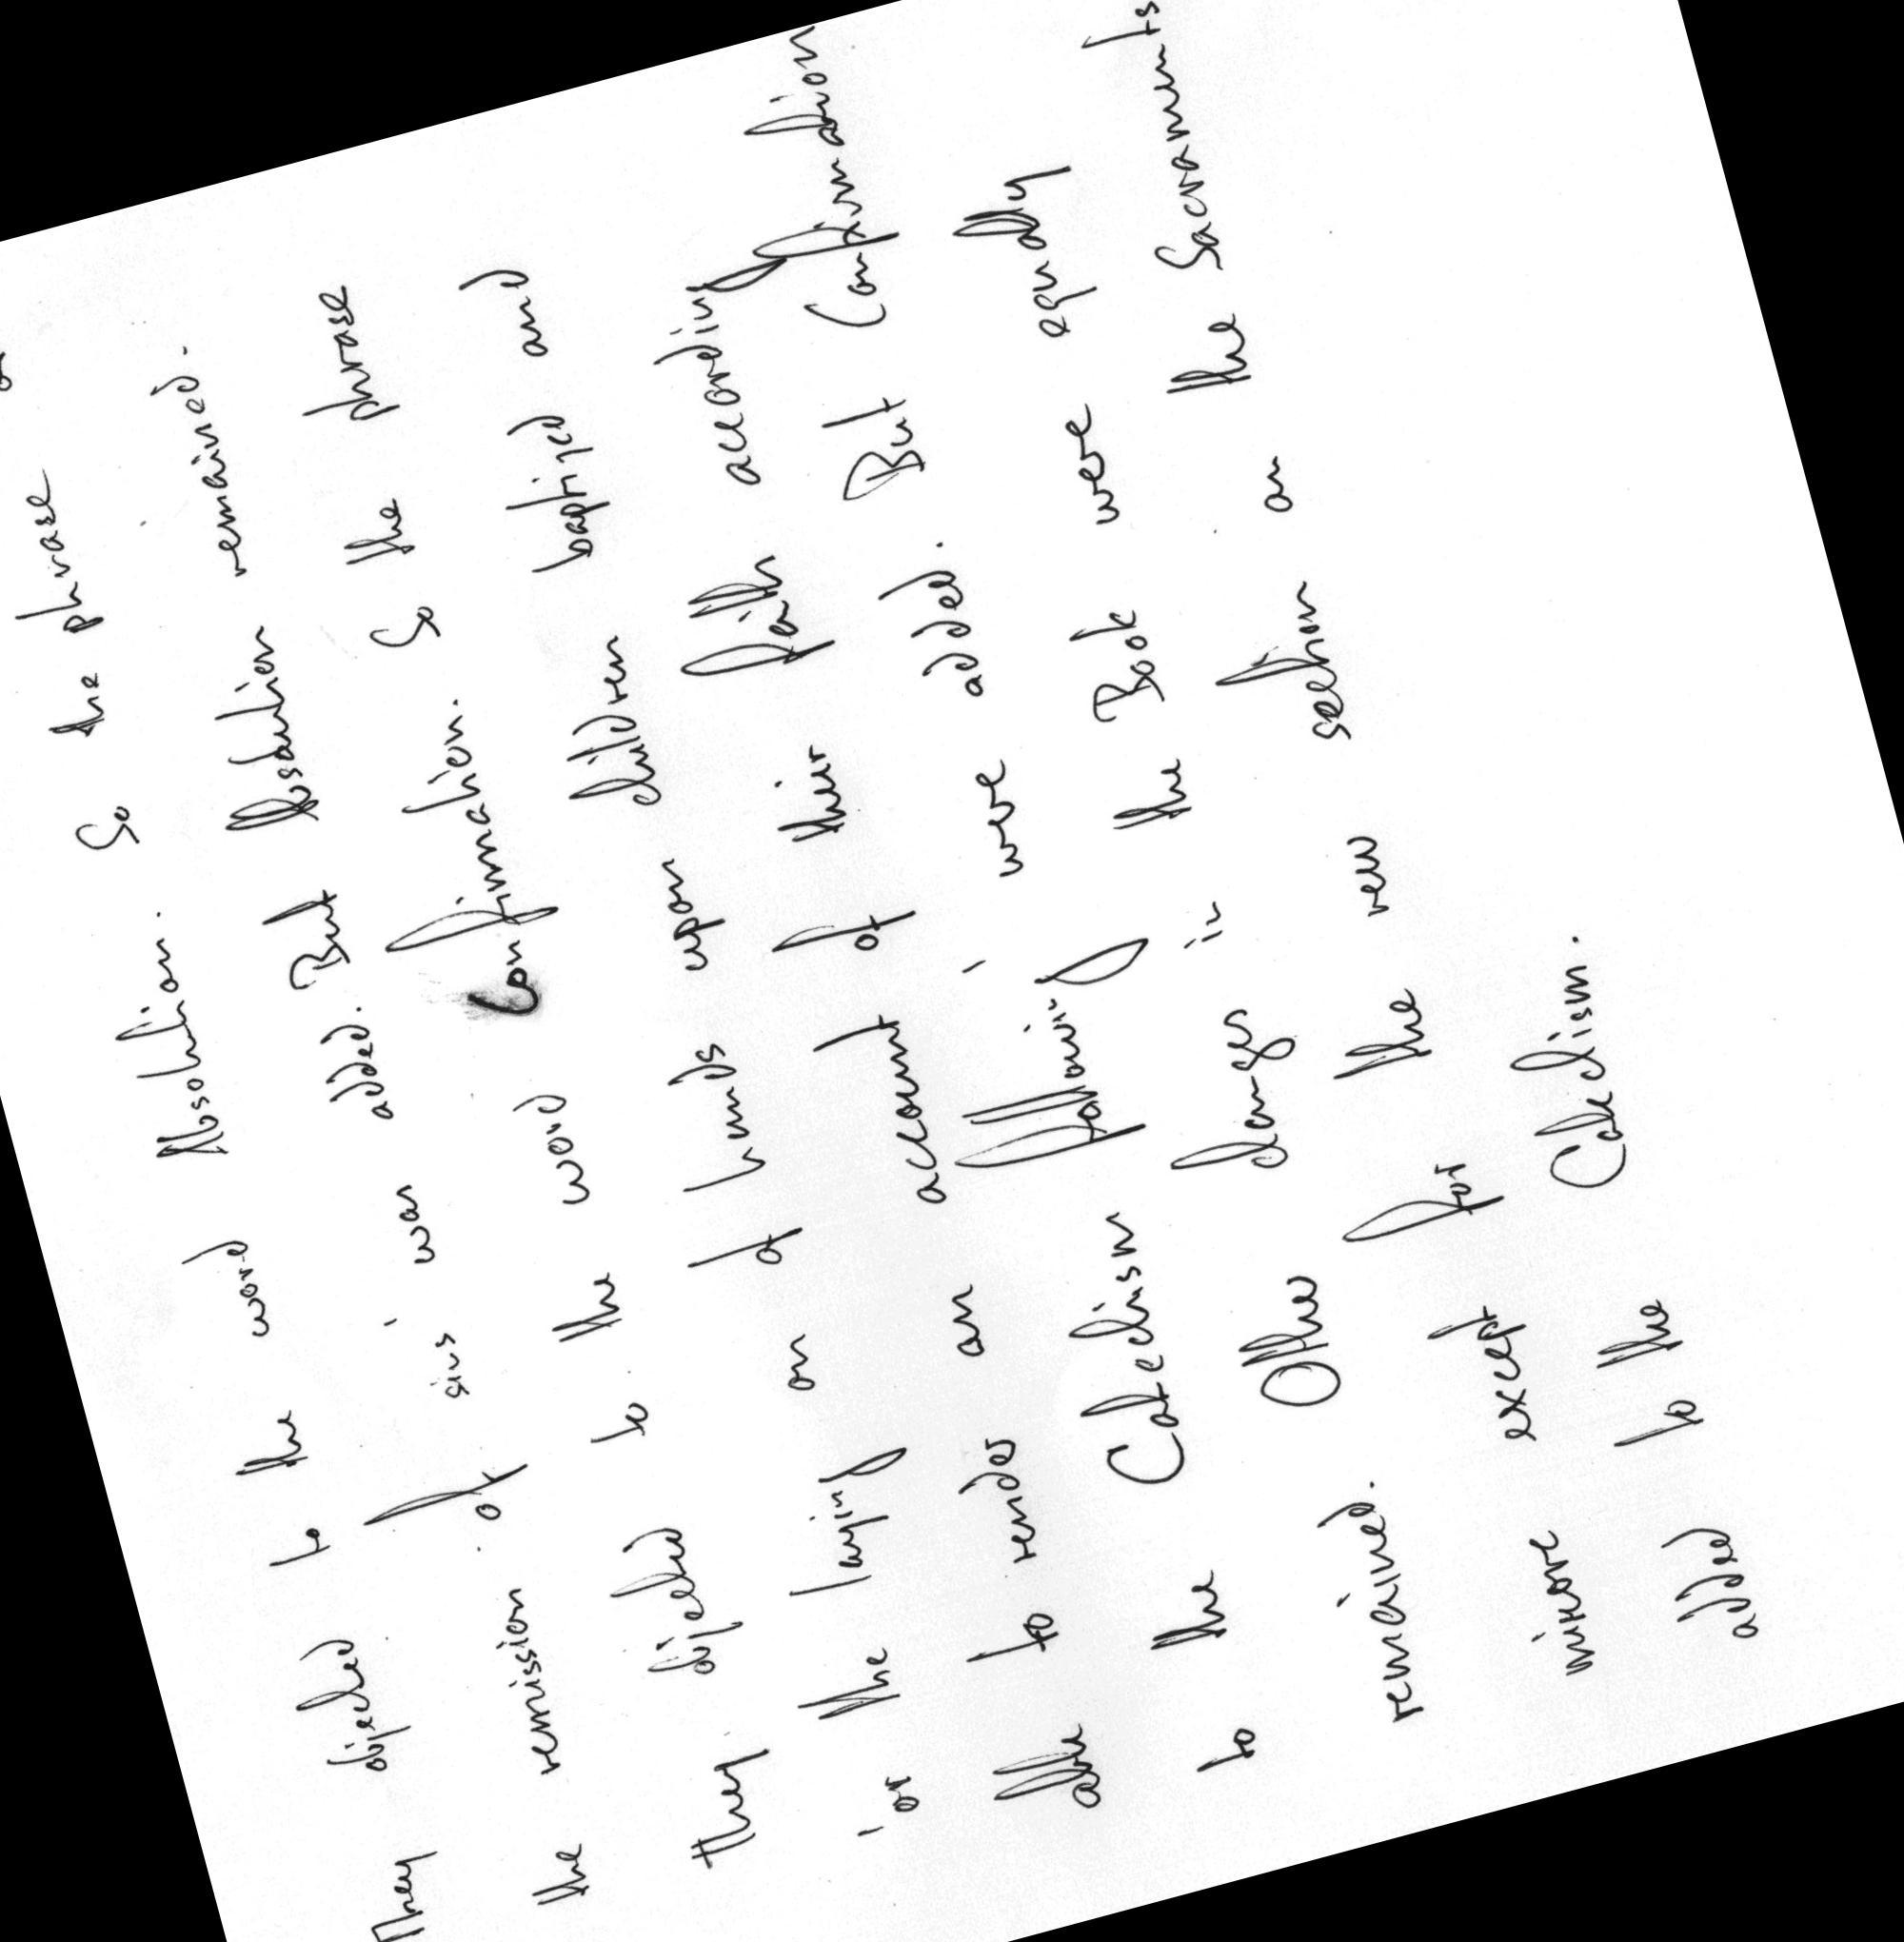 They objected to the word Absolution. So the phrase
the remission of sins ' was added. But Absolution remained.
They objected to the word Confirmation. So the phrase
' or the laying on of hands upon children baptized and
able to render an account of their faith according
to the Catechism following ' were added. But Confirmation
remained. Other changes in the Book were equally
minor except for the new section on the Sacraments
added to the Catechism.